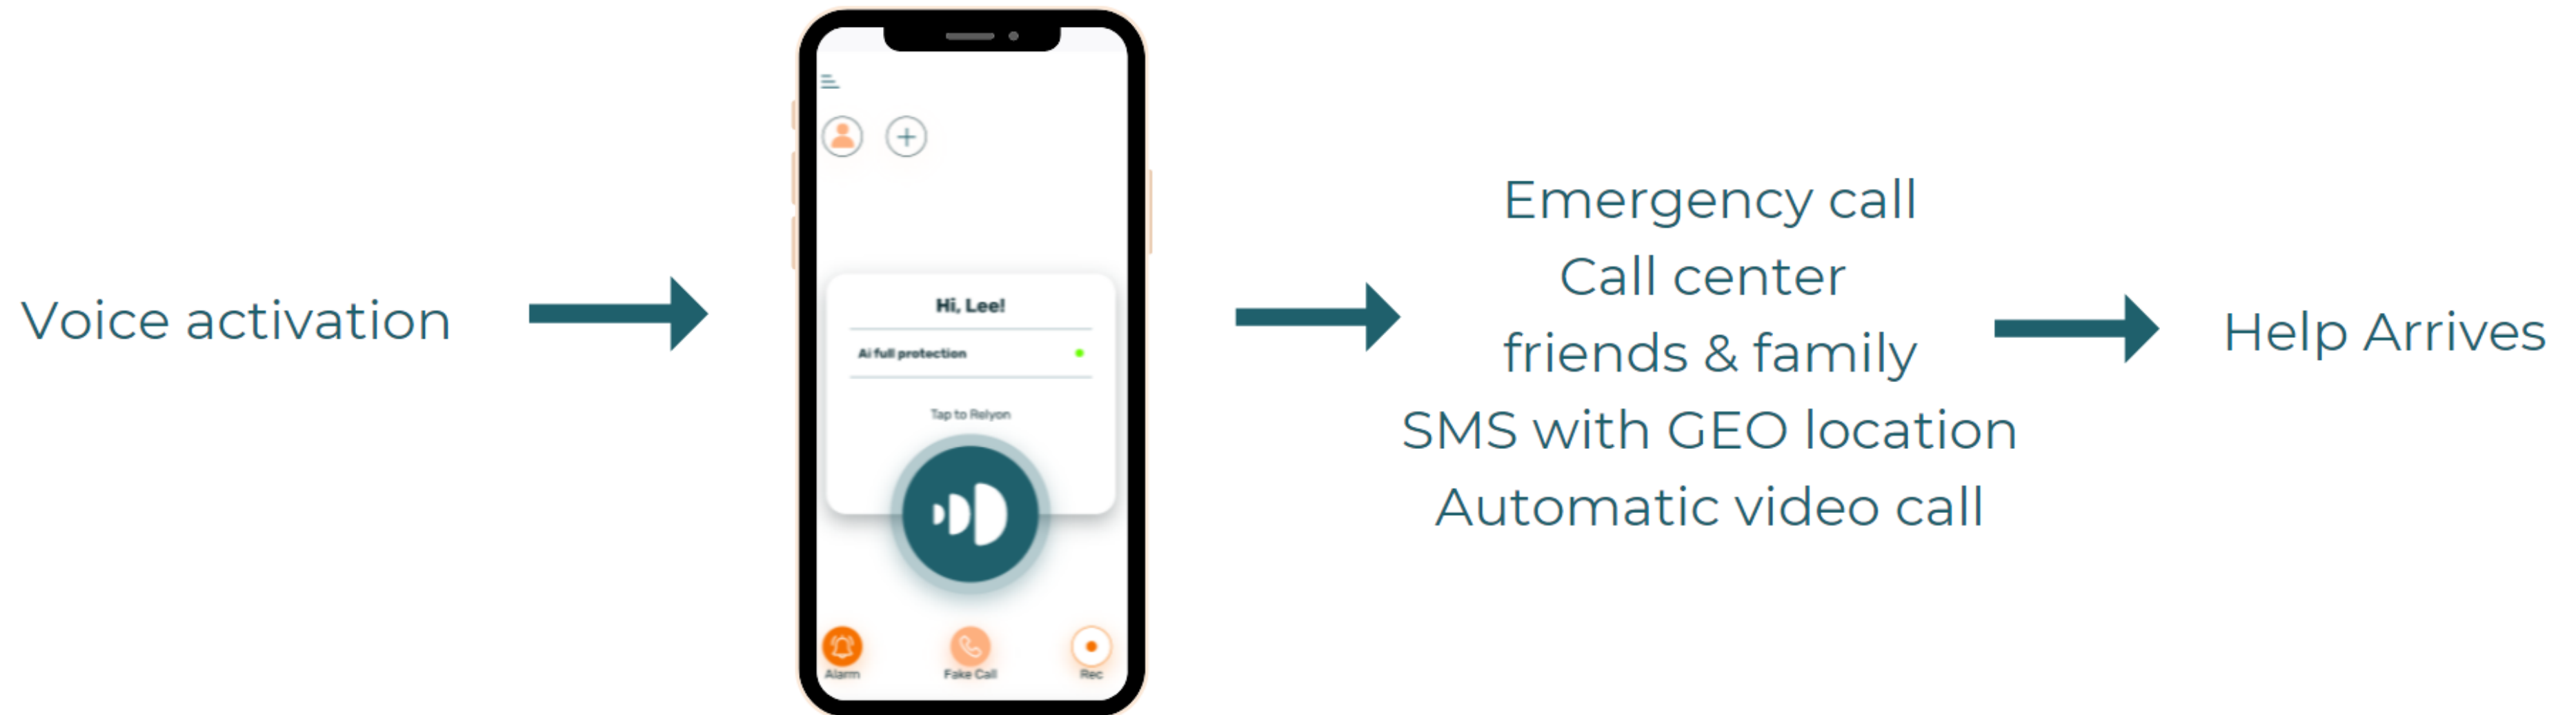 Voice activation
Hi, Lee!
Ai full protection
Tap to Relyon
Alarm
Fake Call
Rec
Emergency call
Call center
friends & family
SMS with GEO location
Automatic video call
Help Arrives